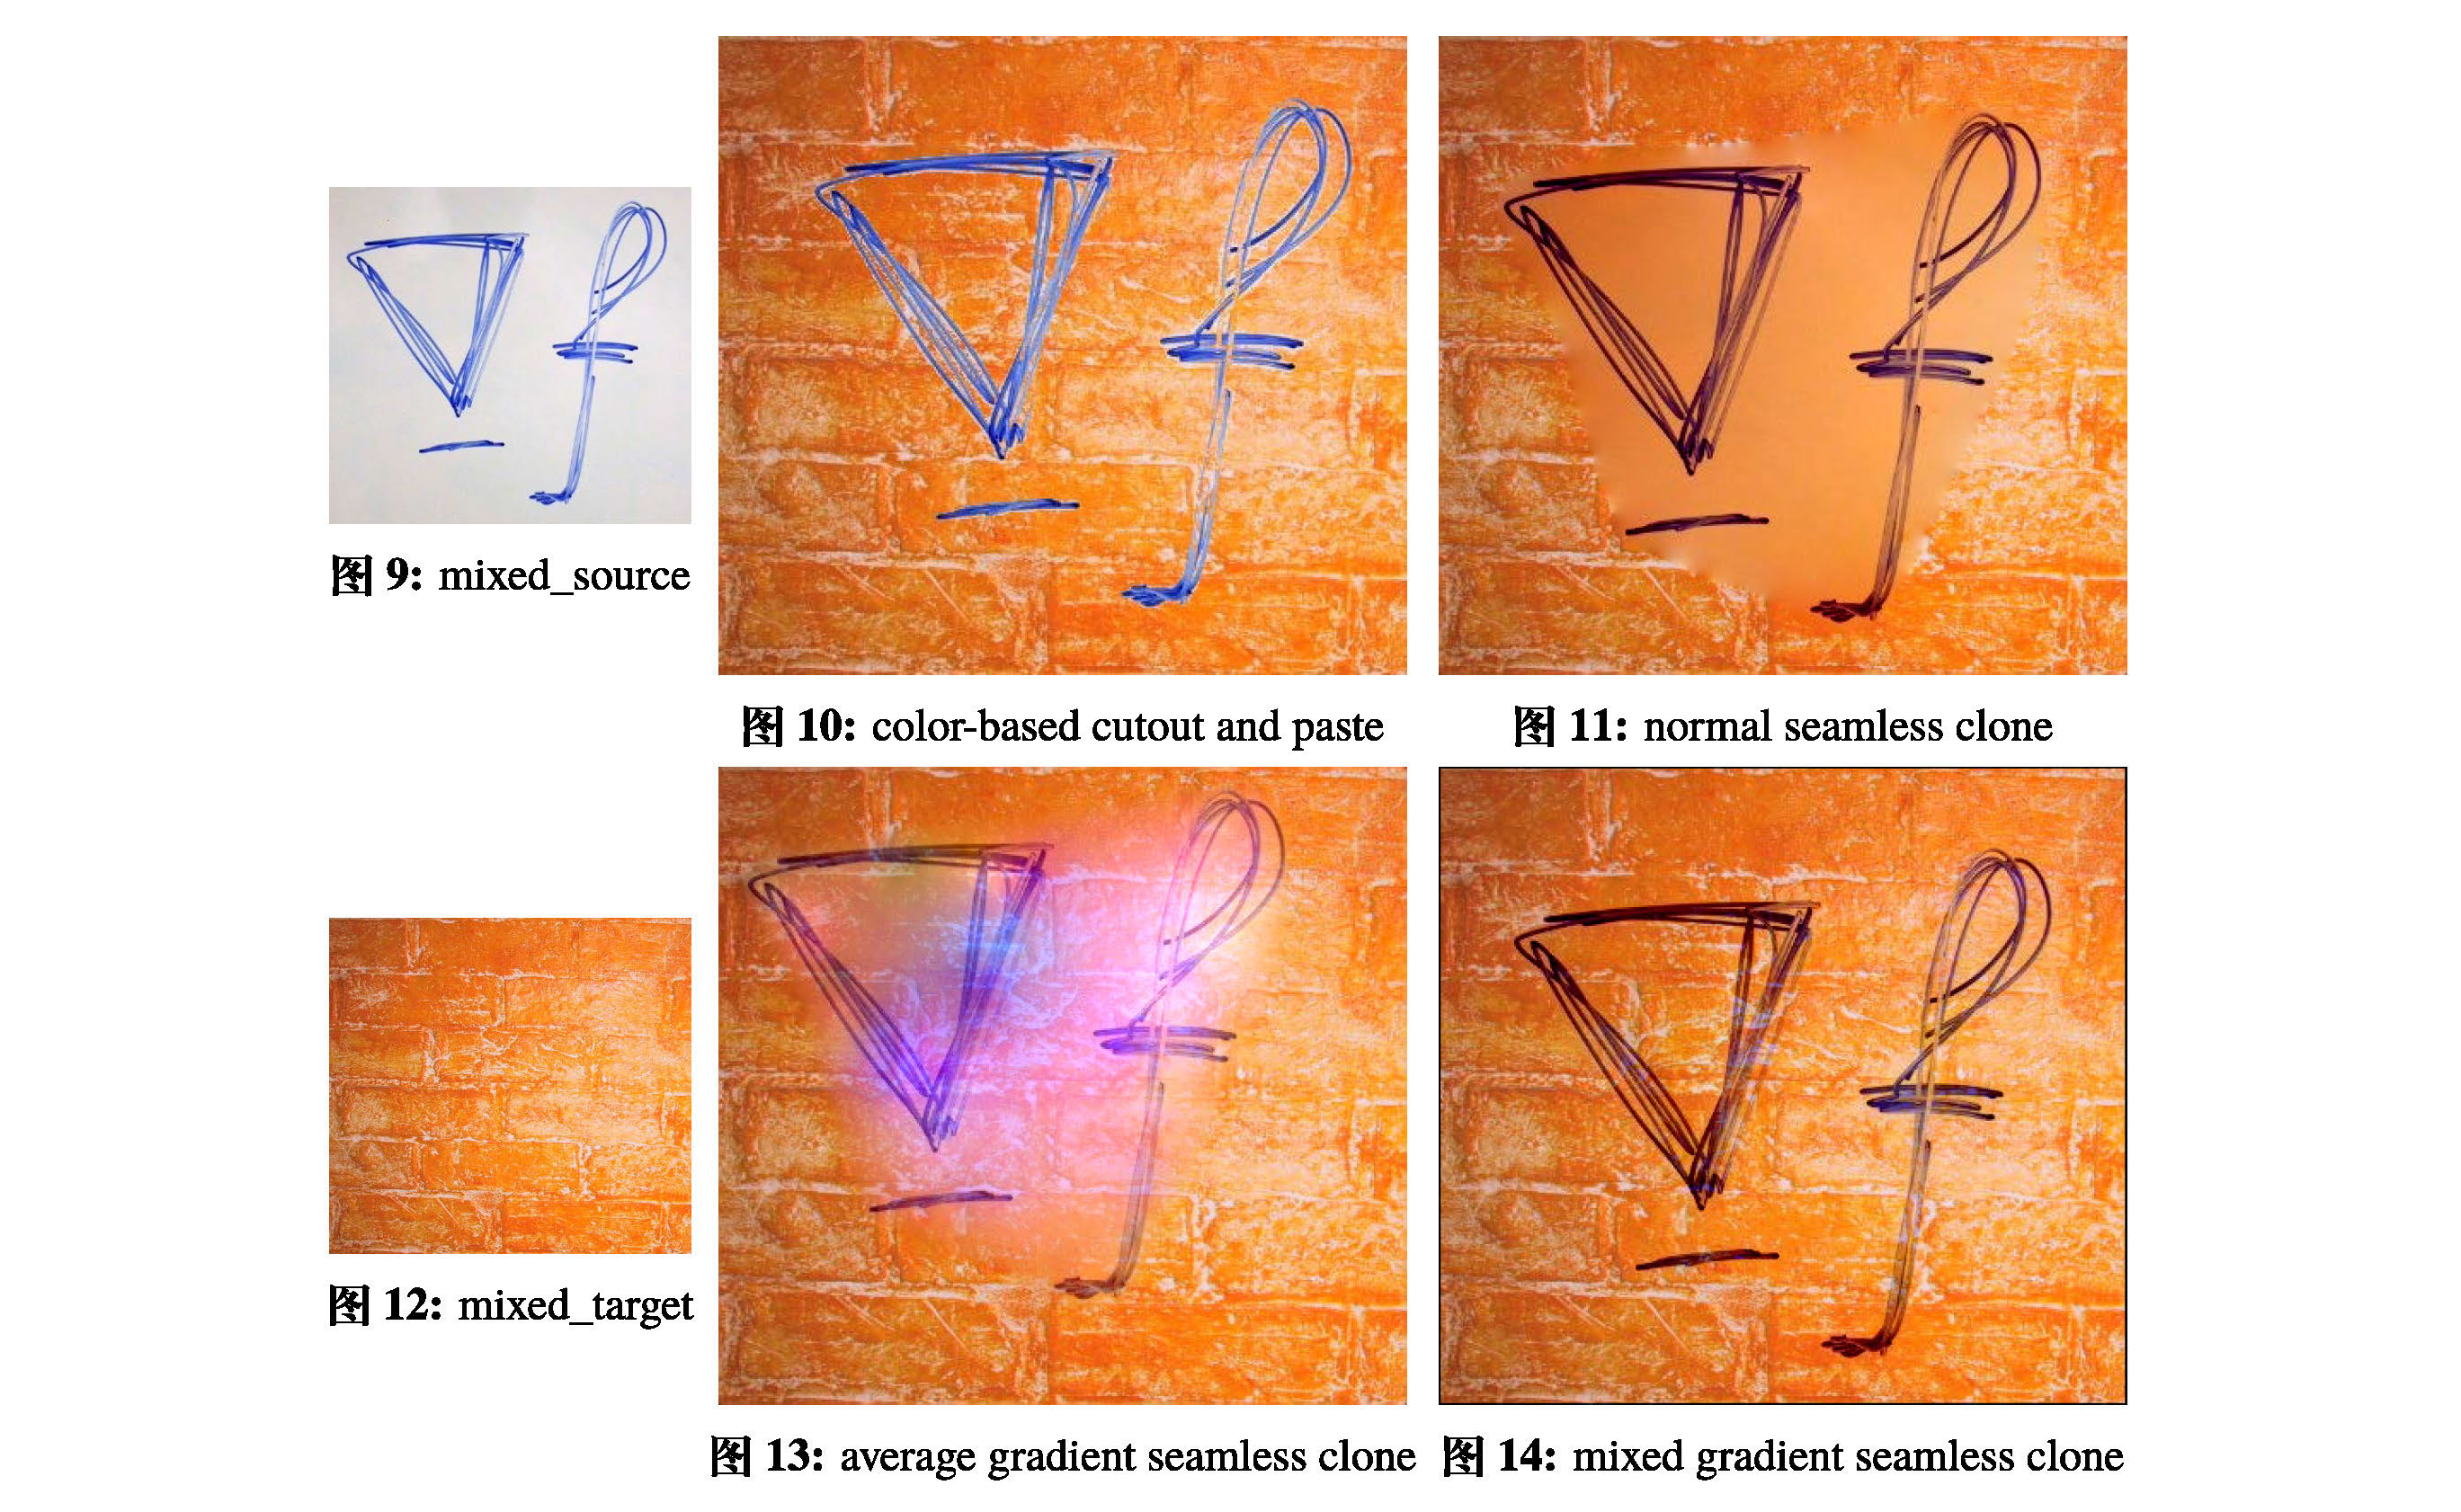 ∇f
图 9: mixed_source
∇f
图 10: color-based cutout and paste
∇f
图 11: normal seamless clone
图 12: mixed_target
∇f
图 13: average gradient seamless clone
∇f
图 14: mixed gradient seamless clone